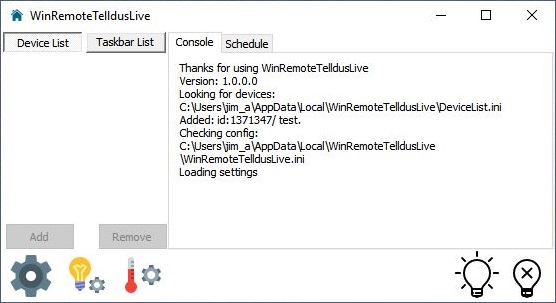 WinRemoteTelldusLive
Device List
Taskbar List
Console
Schedule
Thanks for using WinRemoteTelldusLive
Version: 1.0.0.0
Looking for devices:
C:\Users\jim_a\AppData\Local\WinRemoteTelldusLive\DeviceList.ini
Added: id:1371347/ test.
Checking config:
C:\Users\jim_a\AppData\Local\WinRemoteTelldusLive
\WinRemoteTelldusLive.ini
Loading settings
Add
Remove